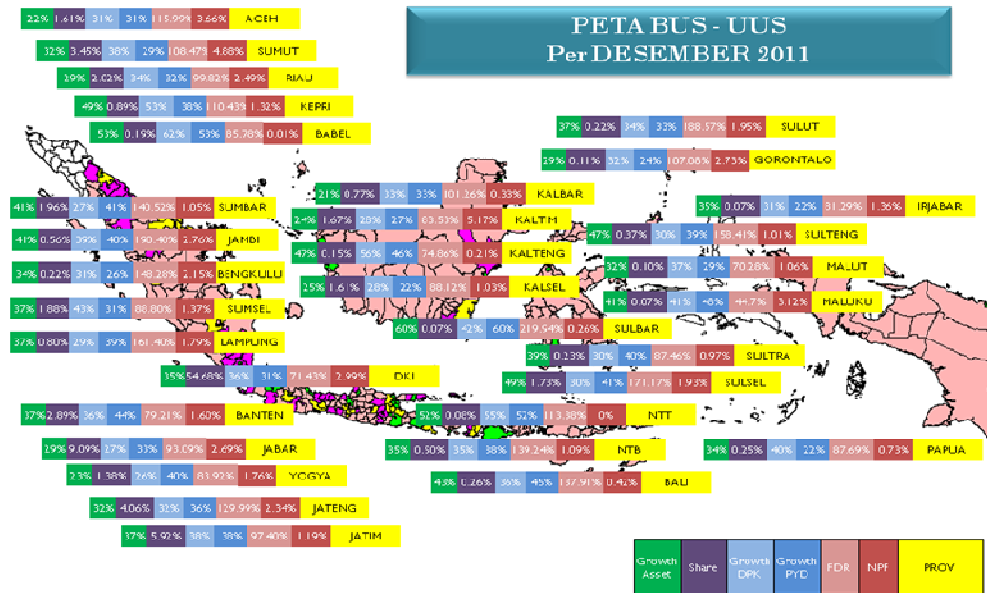 PETA BUS - UUS
Per DESEMBER 2011
22% 1.61% 31% 31% 115.99% 3.66% ACEH
32% 3.45% 38% 29% 108.47% 4.88% SUMUT
29% 2.02% 34% 32% 99.82% 2.49% RIAU
49% 0.89% 53% 38% 110.43% 1.32% KEPRI
53% 0.19% 62% 53% 85.78% 0.01% BABEL
37% 0.22% 34% 33% 188.57% 1.95% SULUT
29% 0.11% 32% 24% 107.08% 2.73% GORONTALO
41% 1.96% 27% 41% 140.52% 1.05% SUMBAR
41% 0.56% 39% 40% 190.40% 2.76% JAMBI
34% 0.22% 31% 26% 148.28% 2.15% BENGKULU
37% 1.88% 43% 31% 88.80% 1.37% SUMSEL
37% 0.80% 29% 39% 161.40% 1.79% LAMPUNG
21% 0.77% 33% 33% 101.26% 0.33% KALBAR
24% 1.67% 25% 27% 5.17% KALTIM
47% 0.15% 56% 46% 74.86% 0.21% KALTENG
25% 1.61% 28% 22% 88.12% 1.03% KALSEL
35% 0.07% 31% 22% 1.36% IRJABAR
47% 0.37% 30% 39% 158.41% 1.01% SULTENG
32% 0.10% 37% 29% 70.28% 1.06% MALUT
41% 0.07% 41% 44.7% 3.12% MALUKU
60% 0.07% 42% 60% 219.94% 0.26% SULBAR
39% 0.23% 30% 40% 87.46% 0.97% SULTRA
49% 1.73% 30% 41% 171.17% 1.93% SULSEL
35% 54.68% 36% 31% 71.43% 2.99% DKI
37% 2.89% 36% 44% 79.21% 1.60% BANTEN
52% 0.08% 55% 52% 113.38% 0% NTT
29% 9.09% 27% 33% 93.09% 2.69% JABAR
35% 0.50% 35% 38% 139.24% 1.09% NTB
34% 0.25% 40% 22% 87.69% 0.73% PAPUA
23% 1.38% 26% 40% 1.76% YOGYA
43% 0.26% 45% 137.91% 0.42% BALI
32% 4.06% 32% 36% 129.99% 2.34% JATENG
37% 5.92% 38% 38% 97.40% 1.19% JATIM
Growth Asset Share Growth DPK Growth PYD FDR NPF PROV